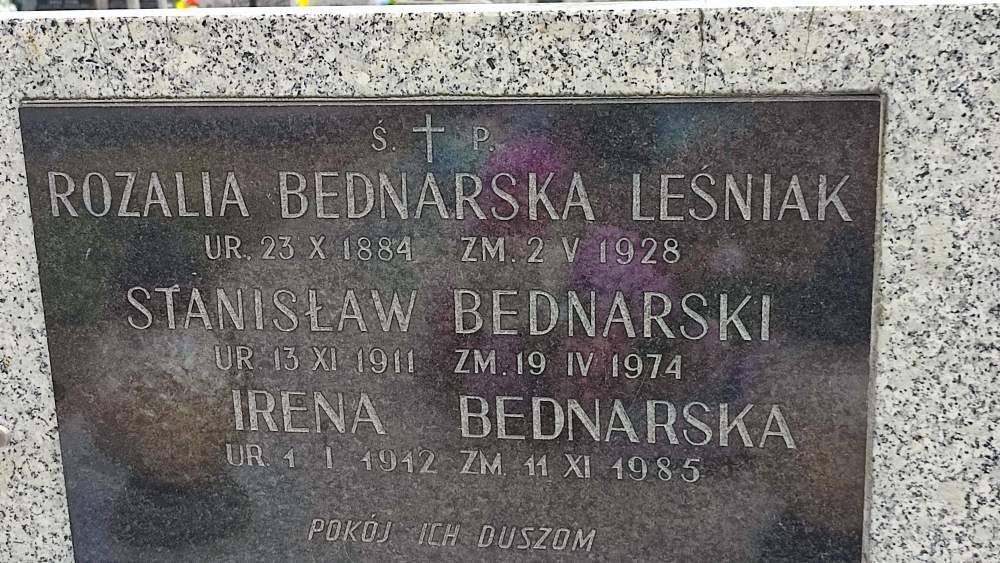 Ś. P.
ROZALIA BEDNARSKA LEŚNIAK
UR. 23 X 1884 ZM. 2 V 1928
STANISŁAW BEDNARSKI
UR. 13 XI 1911 ZM. 19 IV 1974
IRENA BEDNARSKA
UR. 1 I 1912 ZM. 11 XI 1985
POKÓJ ICH DUSZOM